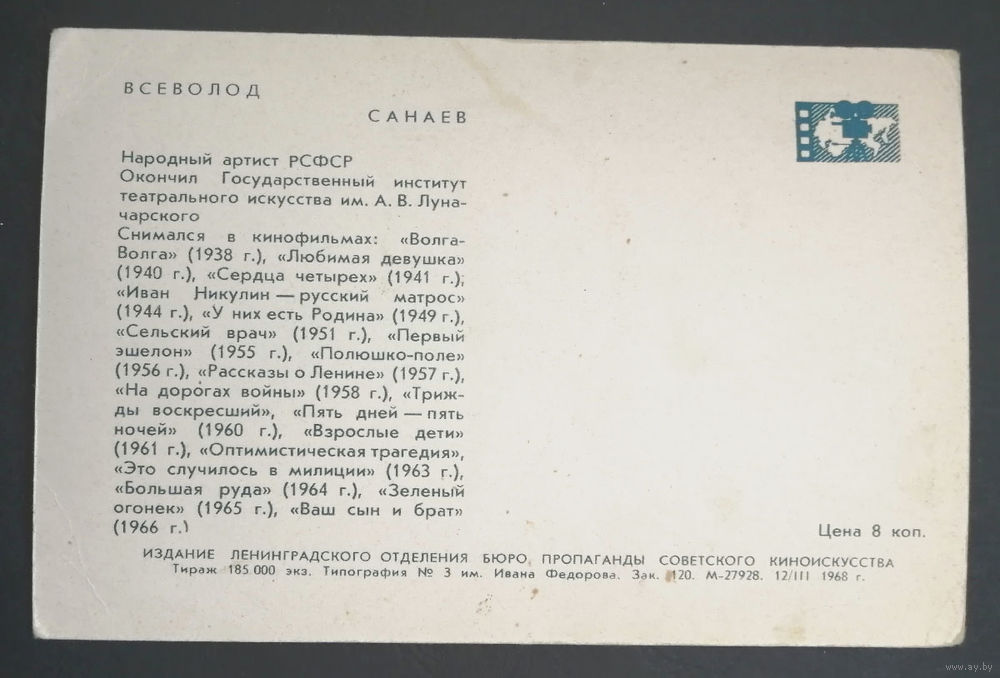 ВСЕВОЛОД
САНАЕВ
Народный артист РСФСР
Окончил Государственный институт
театрального искусства им. А. В. Луна-
чарского
Снимался в кинофильмах: «Волга-
Волга» (1938 г.), «Любимая девушка»
(1940 г.), «Сердца четырех» (1941 г.),
«Иван Никулин — русский матрос»
(1944 г.), «У них есть Родина» (1949 г.),
«Сельский врач» (1951 г.), «Первый
эшелон» (1955 г.), «Полюшко-поле»
(1956 г.), «Рассказы о Ленине» (1957 г.),
«На дорогах войны» (1958 г.), «Триж-
ды воскресший», «Пять дней — пять
ночей» (1960 г.), «Взрослые дети»
(1961 г.), «Оптимистическая трагедия»,
«Это случилось в милиции» (1963 г.),
«Большая руда» (1964 г.), «Зеленый
огонек» (1965 г.), «Ваш сын и брат»
(1966 г.)
Цена 8 коп.
ИЗДАНИЕ ЛЕНИНГРАДСКОГО ОТДЕЛЕНИЯ БЮРО ПРОПАГАНДЫ СОВЕТСКОГО КИНОИСКУССТВА
Тираж 185 000 экз. Типография № 3 им. Ивана Федорова. Зак. 120. М-27928. 12/III 1968 г.
www.ay.by